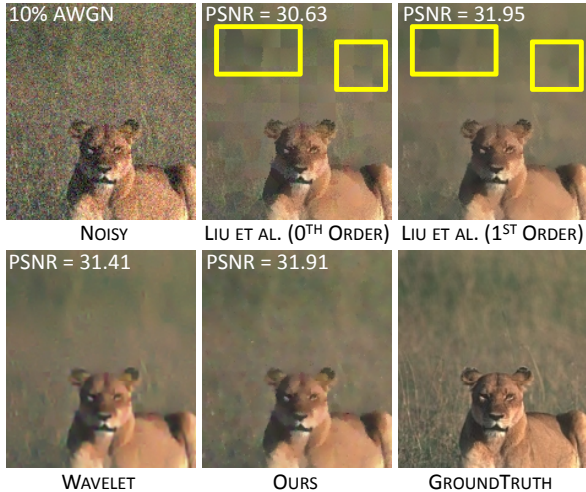 10% AWGN
PSNR = 30.63
PSNR = 31.95
NOISY
LIU ET AL. (0TH ORDER)
LIU ET AL. (1ST ORDER)
PSNR = 31.41
PSNR = 31.91
WAVELET
OURS
GROUNDTRUTH